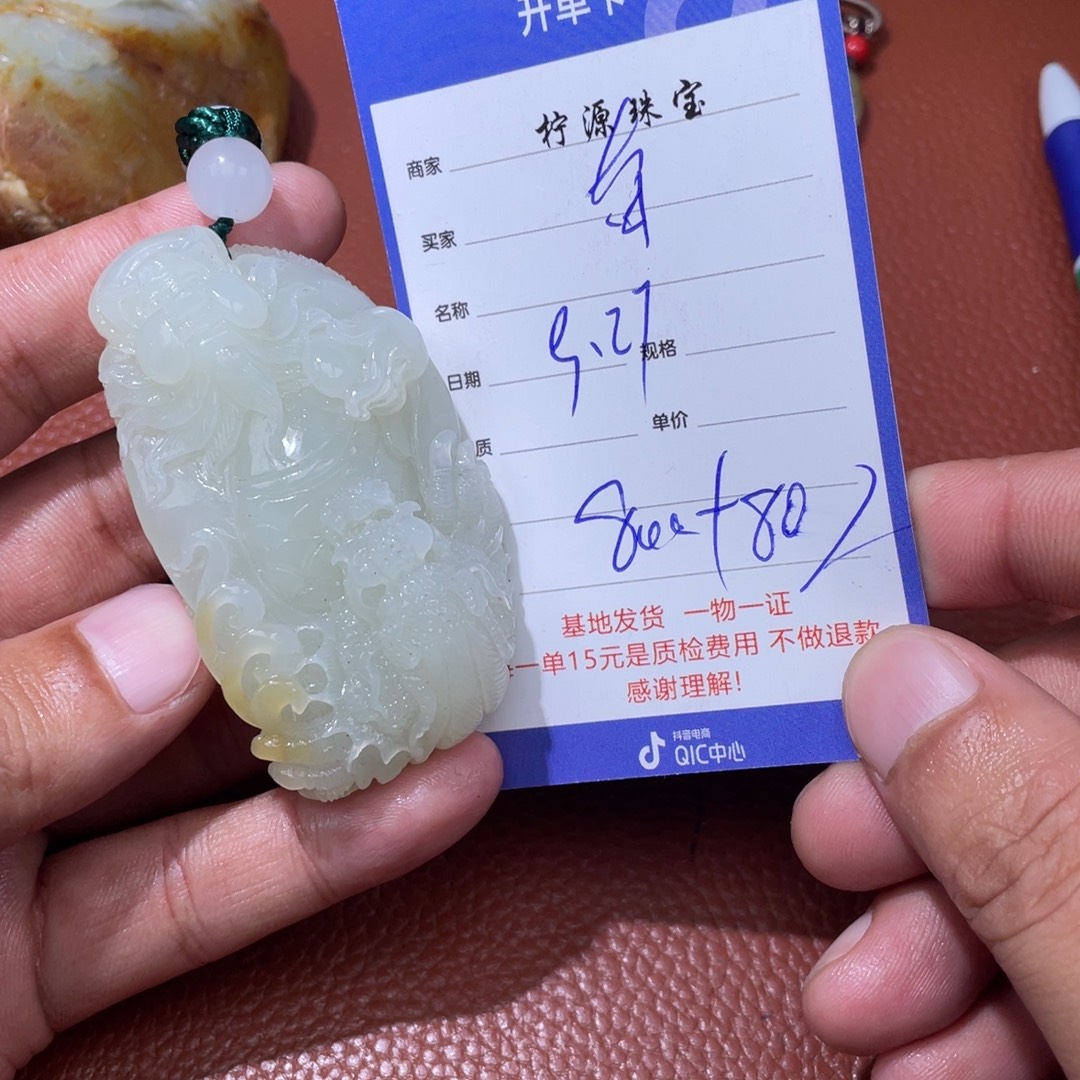 开单卡
柠源珠宝
商家
买家
名称
日期 9.27 规格
质 单价
基地发货 一物一证
一单15元是质检费用 不做退款
感谢理解!
抖音电商
QIC中心